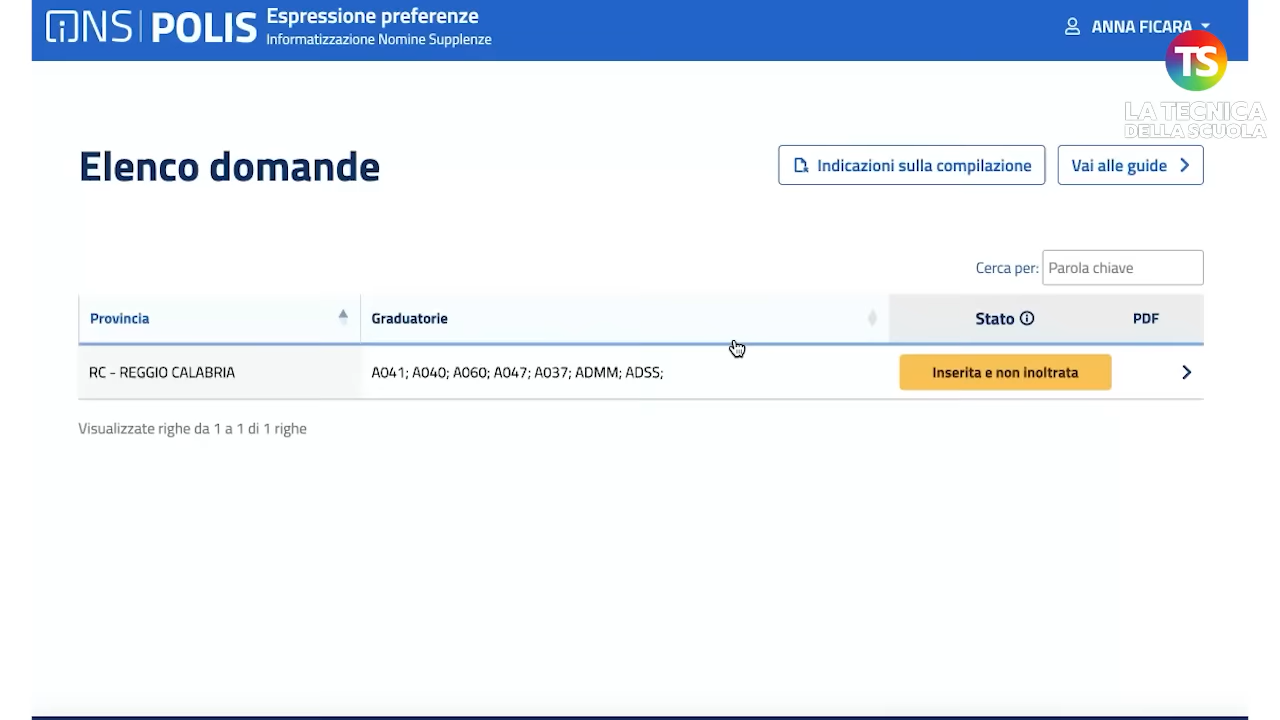 INS POLIS Espressione preferenze
Informatizzazione Nomine Supplenze
ANNA FICARA
TS
LA TECNICA
DELLA SCUOLA
Elenco domande
Indicazioni sulla compilazione
Vai alle guide
Cerca per: Parola chiave
Provincia Graduatorie Stato PDF
RC - REGGIO CALABRIA A041; A040; A060; A047; A037; ADMM; ADSS; Inserita e non inoltrata
Visualizzate righe da 1 a 1 di 1 righe